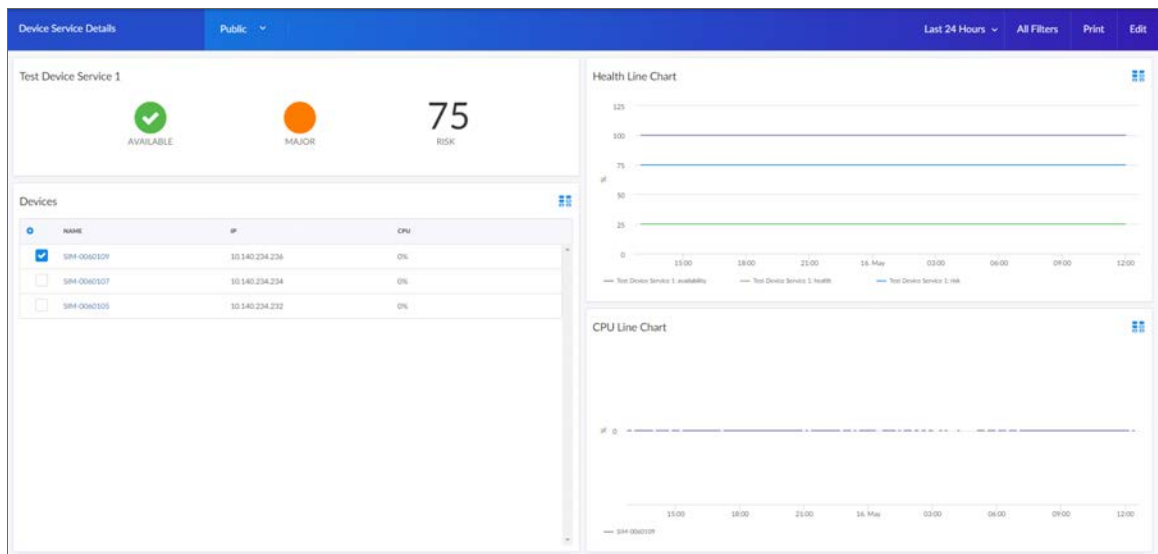 Device Service Details Public Last 24 Hours All Filters Print Edit
Test Device Service 1
AVAILABLE
MAJOR
75
RISK
Devices
NAME IP CPU
SIM-0060109 10.140.234.236 0%
SIM-0060107 10.140.234.234 0%
SIM-0060105 10.140.234.232 0%
Health Line Chart
125
100
75
%
50
25
0
15:00 18:00 21:00 16. May 03:00 06:00 09:00 12:00
Test Device Service 1: availability Test Device Service 1: health Test Device Service 1: risk
CPU Line Chart
% 0
15:00 18:00 21:00 16. May 03:00 06:00 09:00 12:00
SIM-0060109